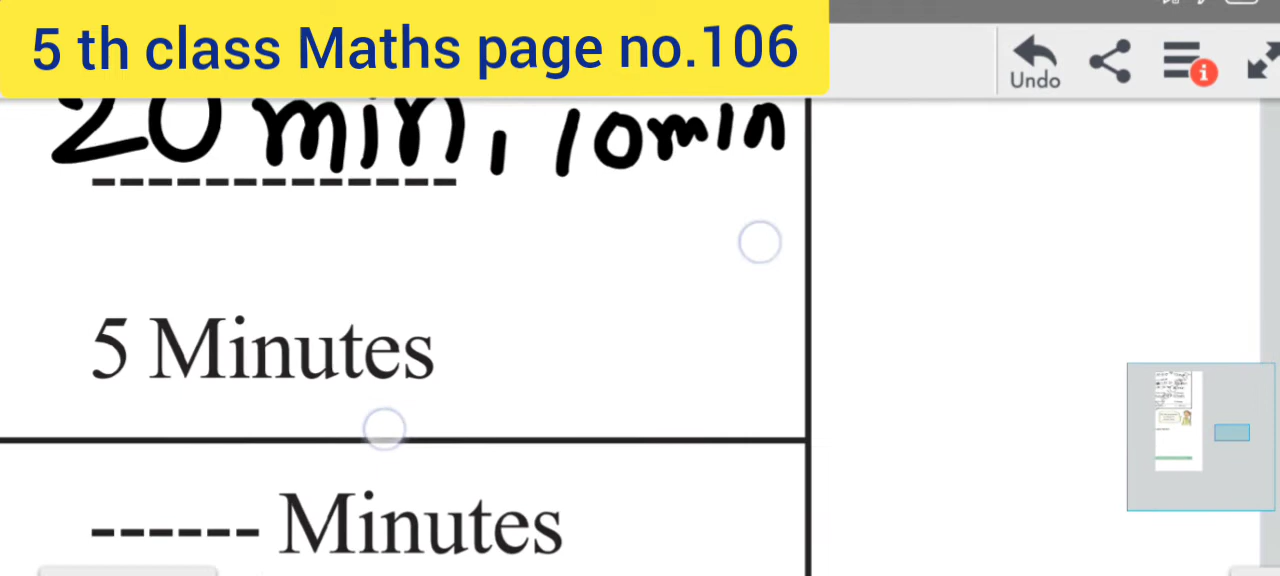 5 th class Maths page no.106
Undo
20 min, 10min
-------------
5 Minutes
------ Minutes